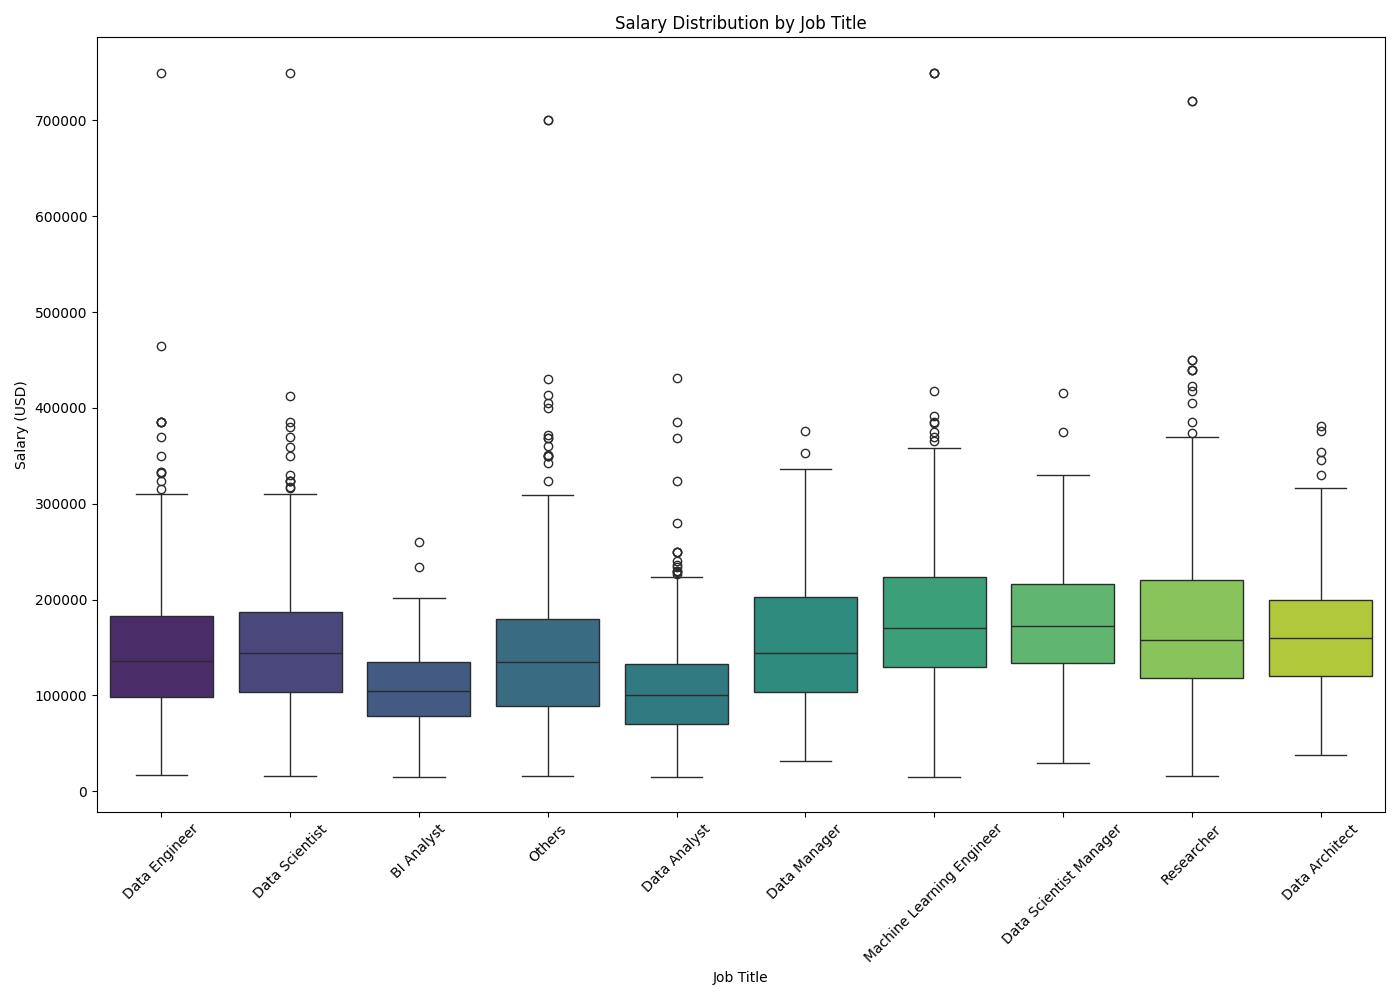 Salary Distribution by Job Title
Salary (USD)
700000
600000
500000
400000
300000
200000
100000
0
Data Engineer
Data Scientist
BI Analyst
Others
Data Analyst
Data Manager
Machine Learning Engineer
Data Scientist Manager
Researcher
Data Architect
Job Title